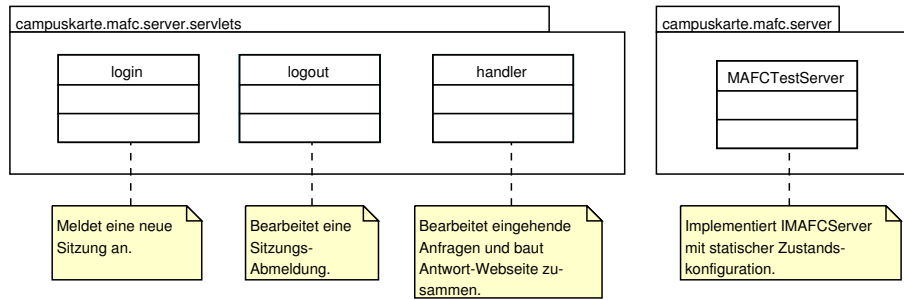 campuskarte.mafc.server.servlets
campuskarte.mafc.server
login
logout
handler
MAFCTestServer
Meldet eine neue
Sitzung an.
Bearbeitet eine
Sitzungs-
Abmeldung.
Bearbeitet eingehende
Anfragen und baut
Antwort-Webseite zu-
sammen.
Implementiert IMAFCServer
mit statischer Zustands-
konfiguration.